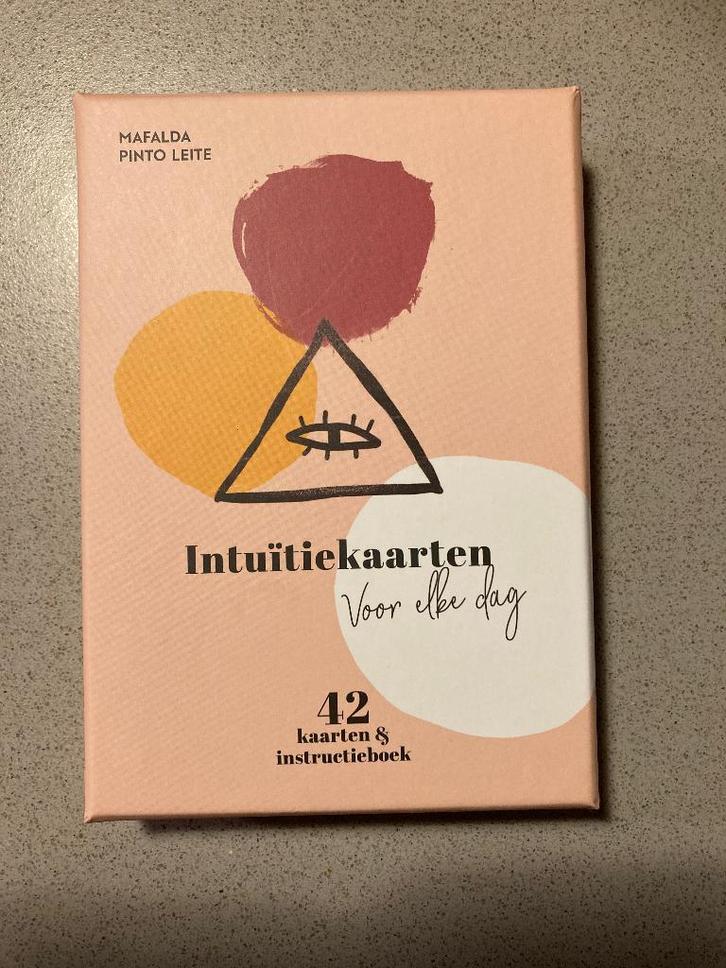 MAFALDA
PINTO LEITE
Intuïtiekaarten
Voor elke dag
42
kaarten &
instructieboek